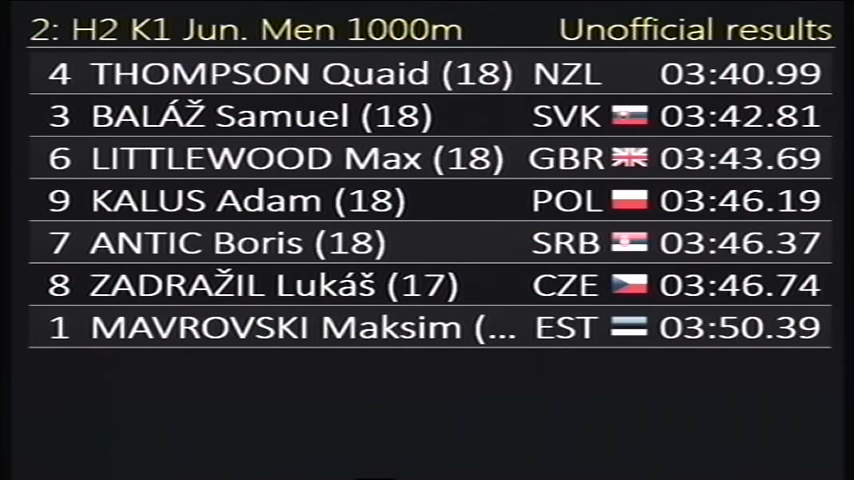 2: H2 K1 Jun. Men 1000m Unofficial results
4 THOMPSON Quaid (18) NZL 03:40.99
3 BALÁŽ Samuel (18) SVK 03:42.81
6 LITTLEWOOD Max (18) GBR 03:43.69
9 KALUS Adam (18) POL 03:46.19
7 ANTIC Boris (18) SRB 03:46.37
8 ZADRAŽIL Lukáš (17) CZE 03:46.74
1 MAVROVSKI Maksim (... EST 03:50.39